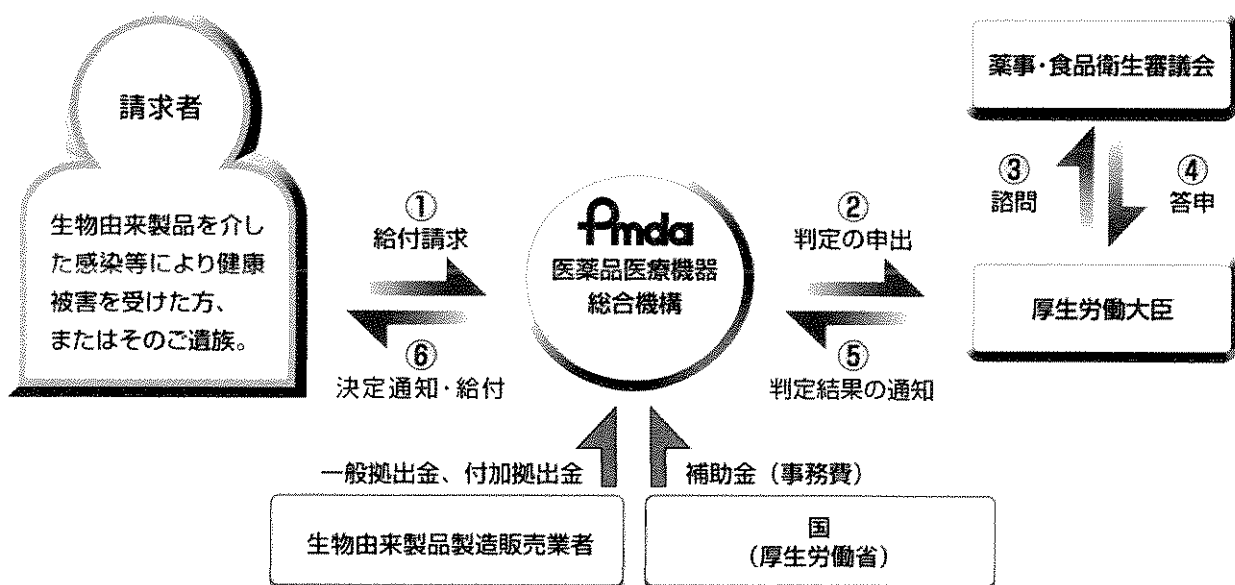 請求者
生物由来製品を介し
た感染等により健康
被害を受けた方、
またはそのご遺族。
①
給付請求
⑥
決定通知・給付
Pmda
医薬品医療機器
総合機構
②
判定の申出
⑤
判定結果の通知
薬事・食品衛生審議会
③
諮問
④
答申
厚生労働大臣
一般拠出金、付加拠出金
補助金（事務費）
生物由来製品製造販売業者
国
（厚生労働省）